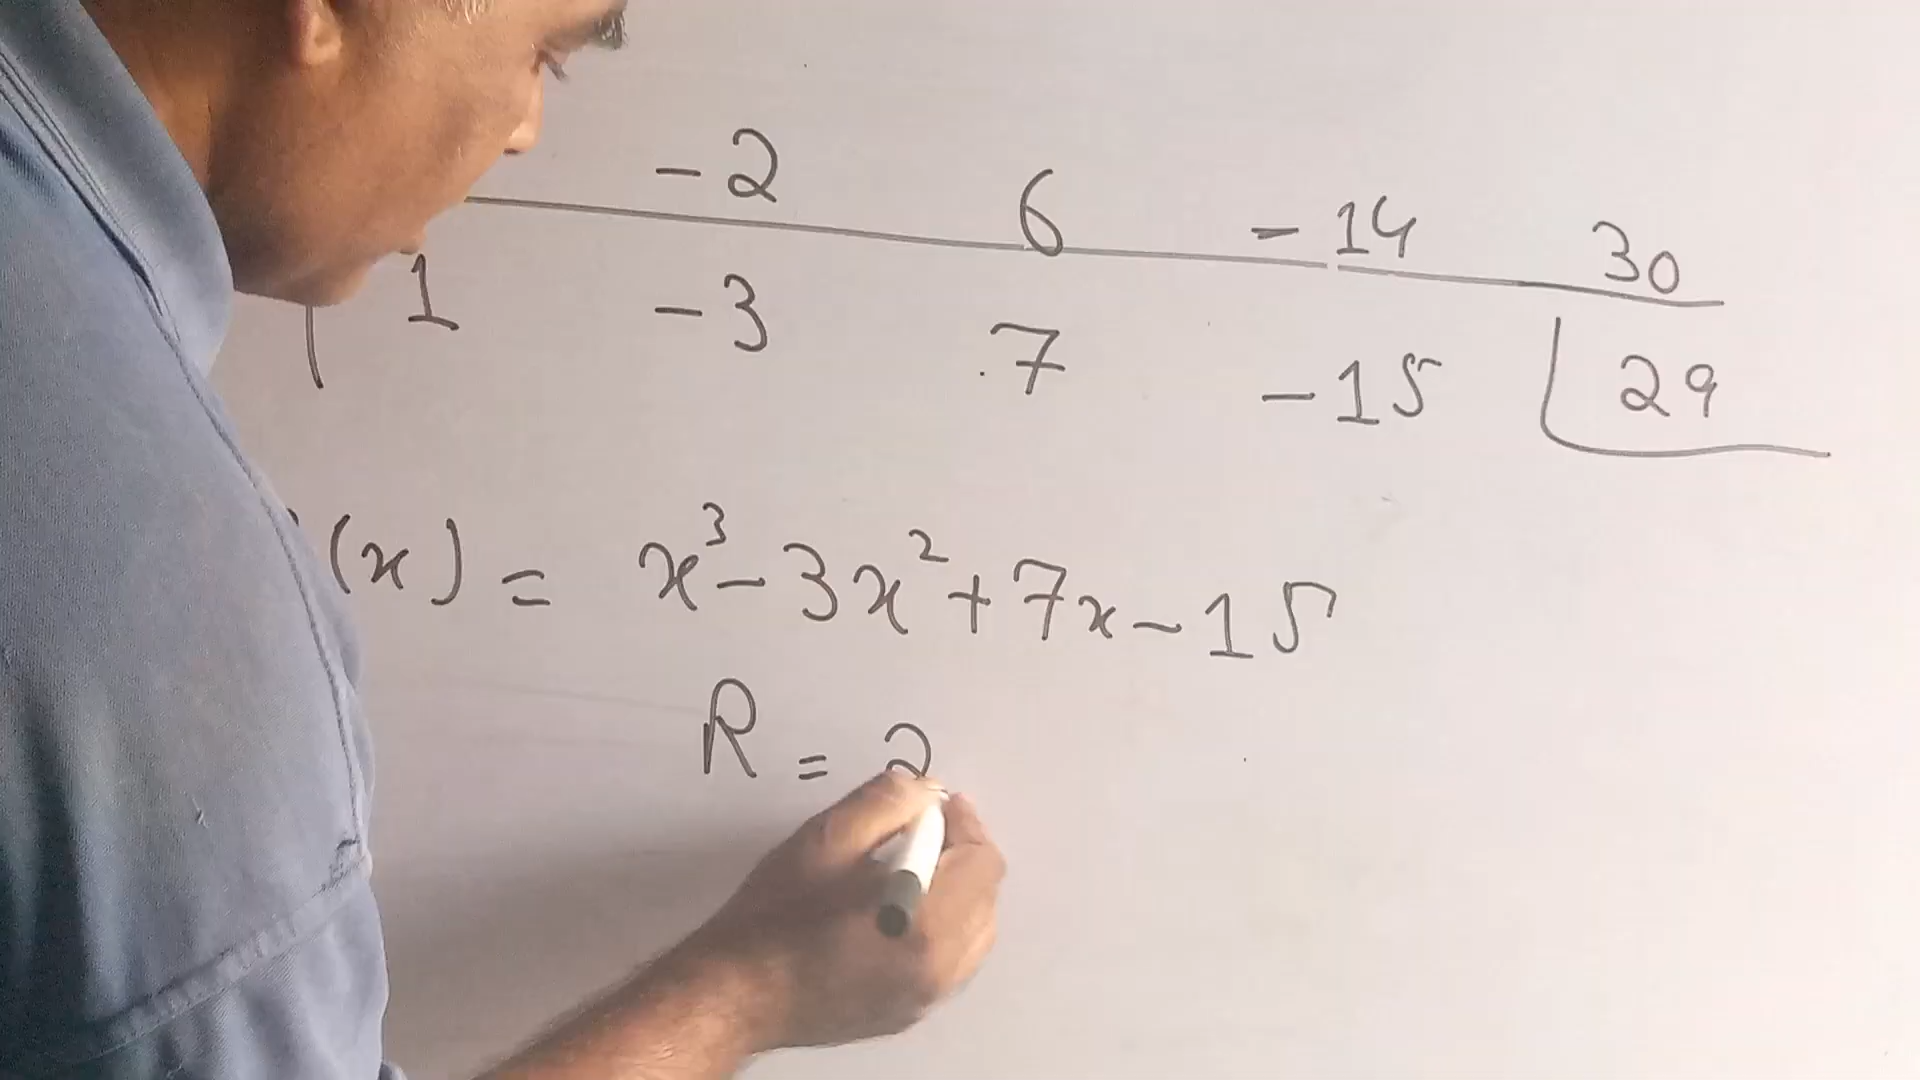 -2 6 -14 30
1 -3 7 -15 29
(x) = x³ - 3x² + 7x - 15
R = 2